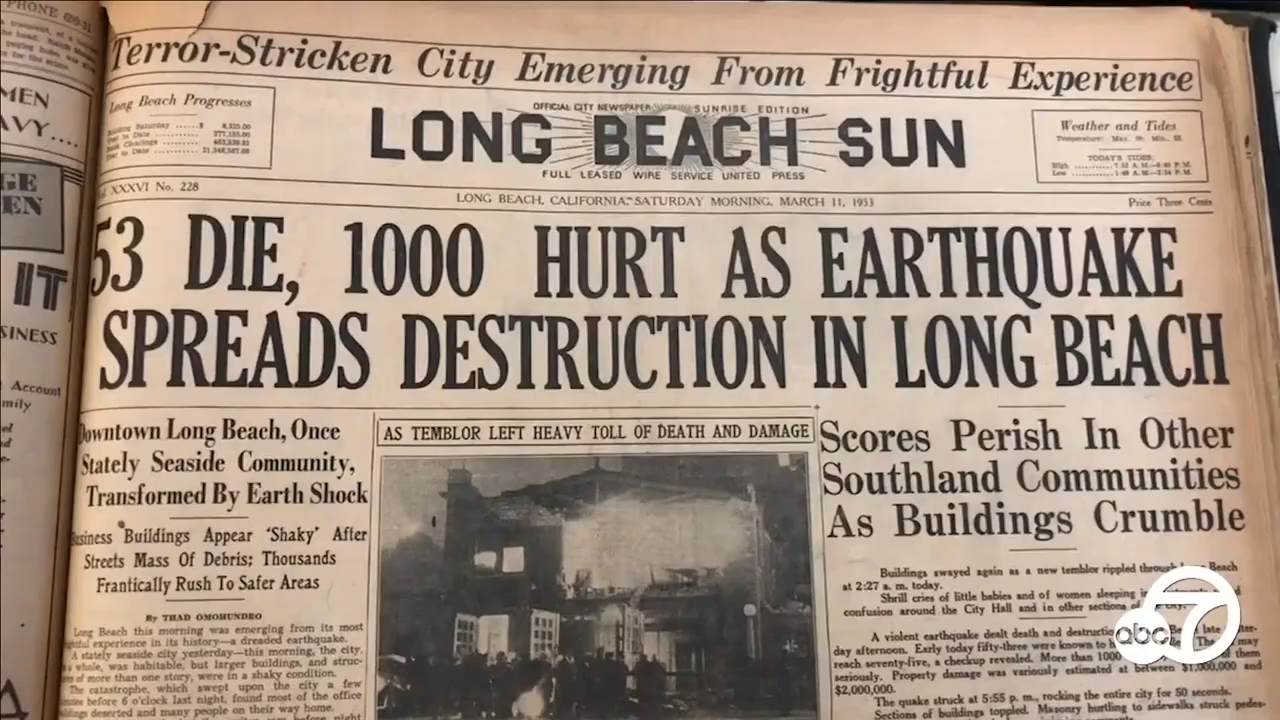 PHONE
MEN
AVY....
IT
SINESS
Account
mily
Terror-Stricken City Emerging From Frightful Experience
Long Beach Progresses
OFFICIAL CITY NEWSPAPER SUNRISE EDITION
LONG BEACH SUN
FULL LEASED WIRE SERVICE UNITED PRESS
Weather and Tides
TODAY'S TIDES:
XXXVI No. 228
LONG BEACH, CALIFORNIA, SATURDAY MORNING, MARCH 11, 1933
Price Three Cents
53 DIE, 1000 HURT AS EARTHQUAKE
SPREADS DESTRUCTION IN LONG BEACH
Downtown Long Beach, Once
Stately Seaside Community,
Transformed By Earth Shock
Business Buildings Appear 'Shaky' After
Streets Mass Of Debris; Thousands
Frantically Rush To Safer Areas
By THAD OMOHUNDEO
Long Beach this morning was emerging from its most
experience in its history—a dreaded earthquake.
A stately seaside city yesterday—this morning, the city,
whole, was habitable, but larger buildings, and struc-
of more than one story, were in a shaky condition.
The catastrophe, which swept upon the city a few
before 6 o'clock last night, found most of the office
deserted and many people on their way home.
AS TEMBLOR LEFT HEAVY TOLL OF DEATH AND DAMAGE
Scores Perish In Other
Southland Communities
As Buildings Crumble
Buildings swayed again as a new temblor rippled through Beach
at 2:27 a. m. today.
Shrill cries of little babies and of women sleeping in
confusion around the City Hall and in other sections of
A violent earthquake dealt death and destruction late
day afternoon. Early today fifty-three were known to may
reach seventy-five, a checkup revealed. More than 1000 them
seriously. Property damage was variously estimated at between $1,000,000 and
$2,000,000.
The quake struck at 5:55 p. m., rocking the entire city for 50 seconds.
Sections of buildings toppled. Masonry hurtling to sidewalks struck pedes-
abc 7